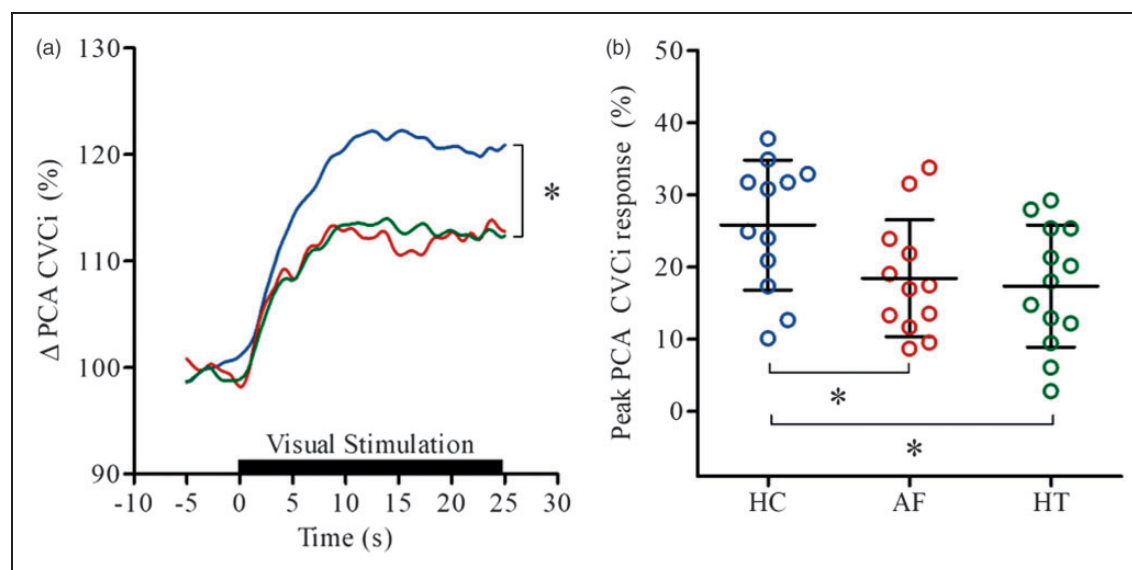 (a)
Δ PCA CVCi (%)
130
120
110
100
90
*
Visual Stimulation
-10 -5 0 5 10 15 20 25 30
Time (s)
(b)
Peak PCA CVCi response (%)
50
40
30
20
10
0
*
*
HC AF HT